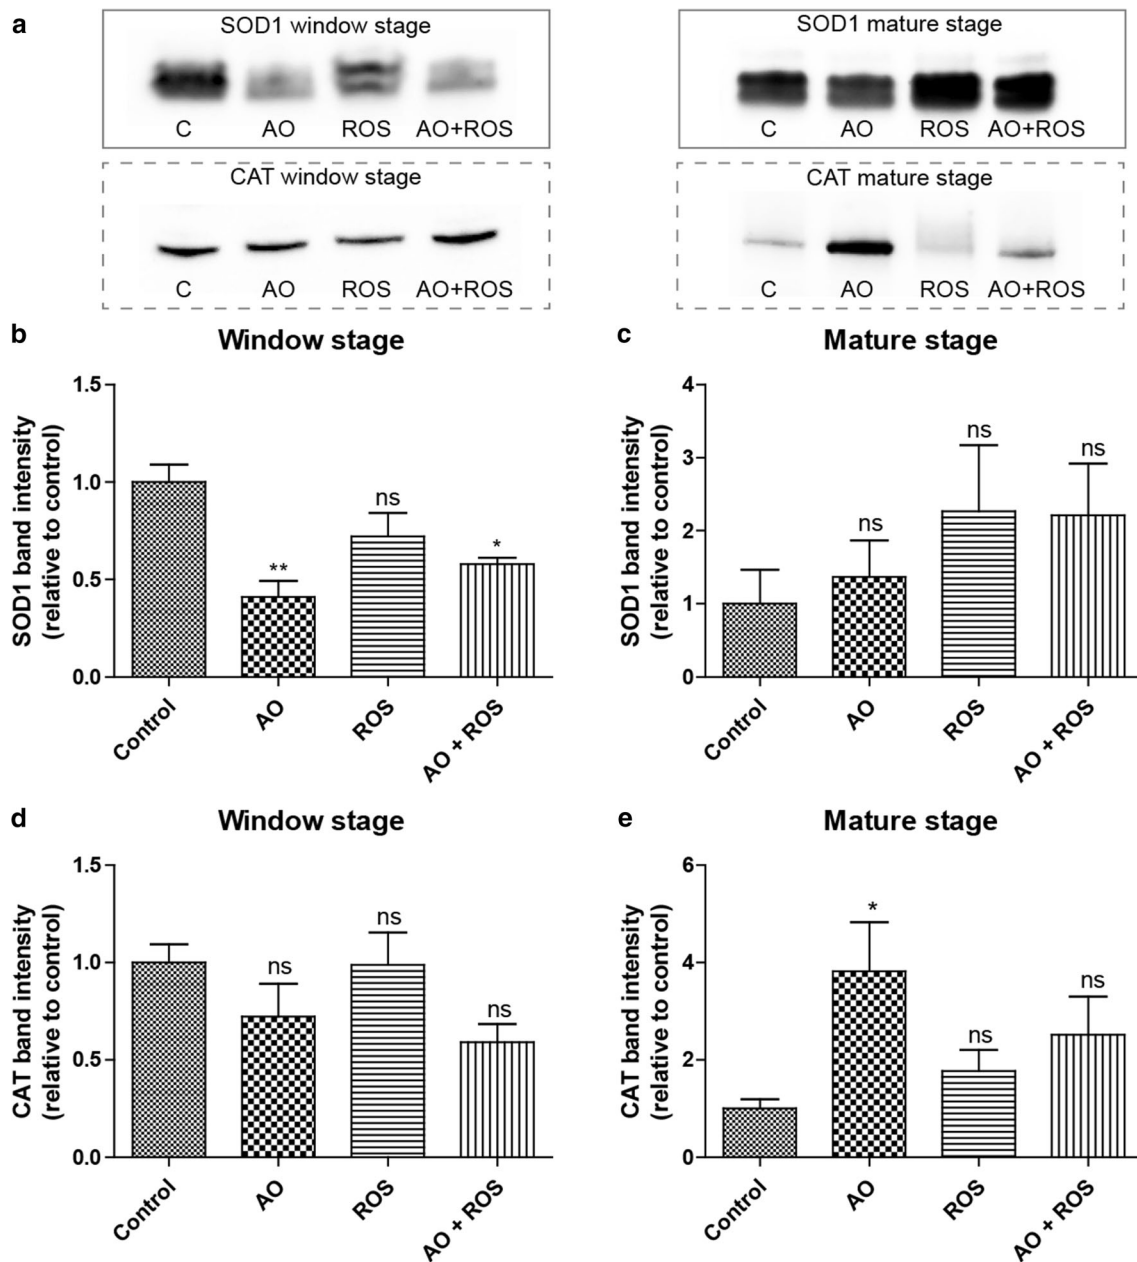 a
SOD1 window stage
C AO ROS AO+ROS
SOD1 mature stage
C AO ROS AO+ROS
CAT window stage
C AO ROS AO+ROS
CAT mature stage
C AO ROS AO+ROS
b
Window stage
SOD1 band intensity
(relative to control)
1.5
1.0
0.5
0.0
**
ns
*
Control
AO
ROS
AO + ROS
c
Mature stage
SOD1 band intensity
(relative to control)
4
3
2
1
0
ns
ns
ns
Control
AO
ROS
AO + ROS
d
Window stage
CAT band intensity
(relative to control)
1.5
1.0
0.5
0.0
ns
ns
ns
Control
AO
ROS
AO + ROS
e
Mature stage
CAT band intensity
(relative to control)
6
4
2
0
*
ns
ns
Control
AO
ROS
AO + ROS